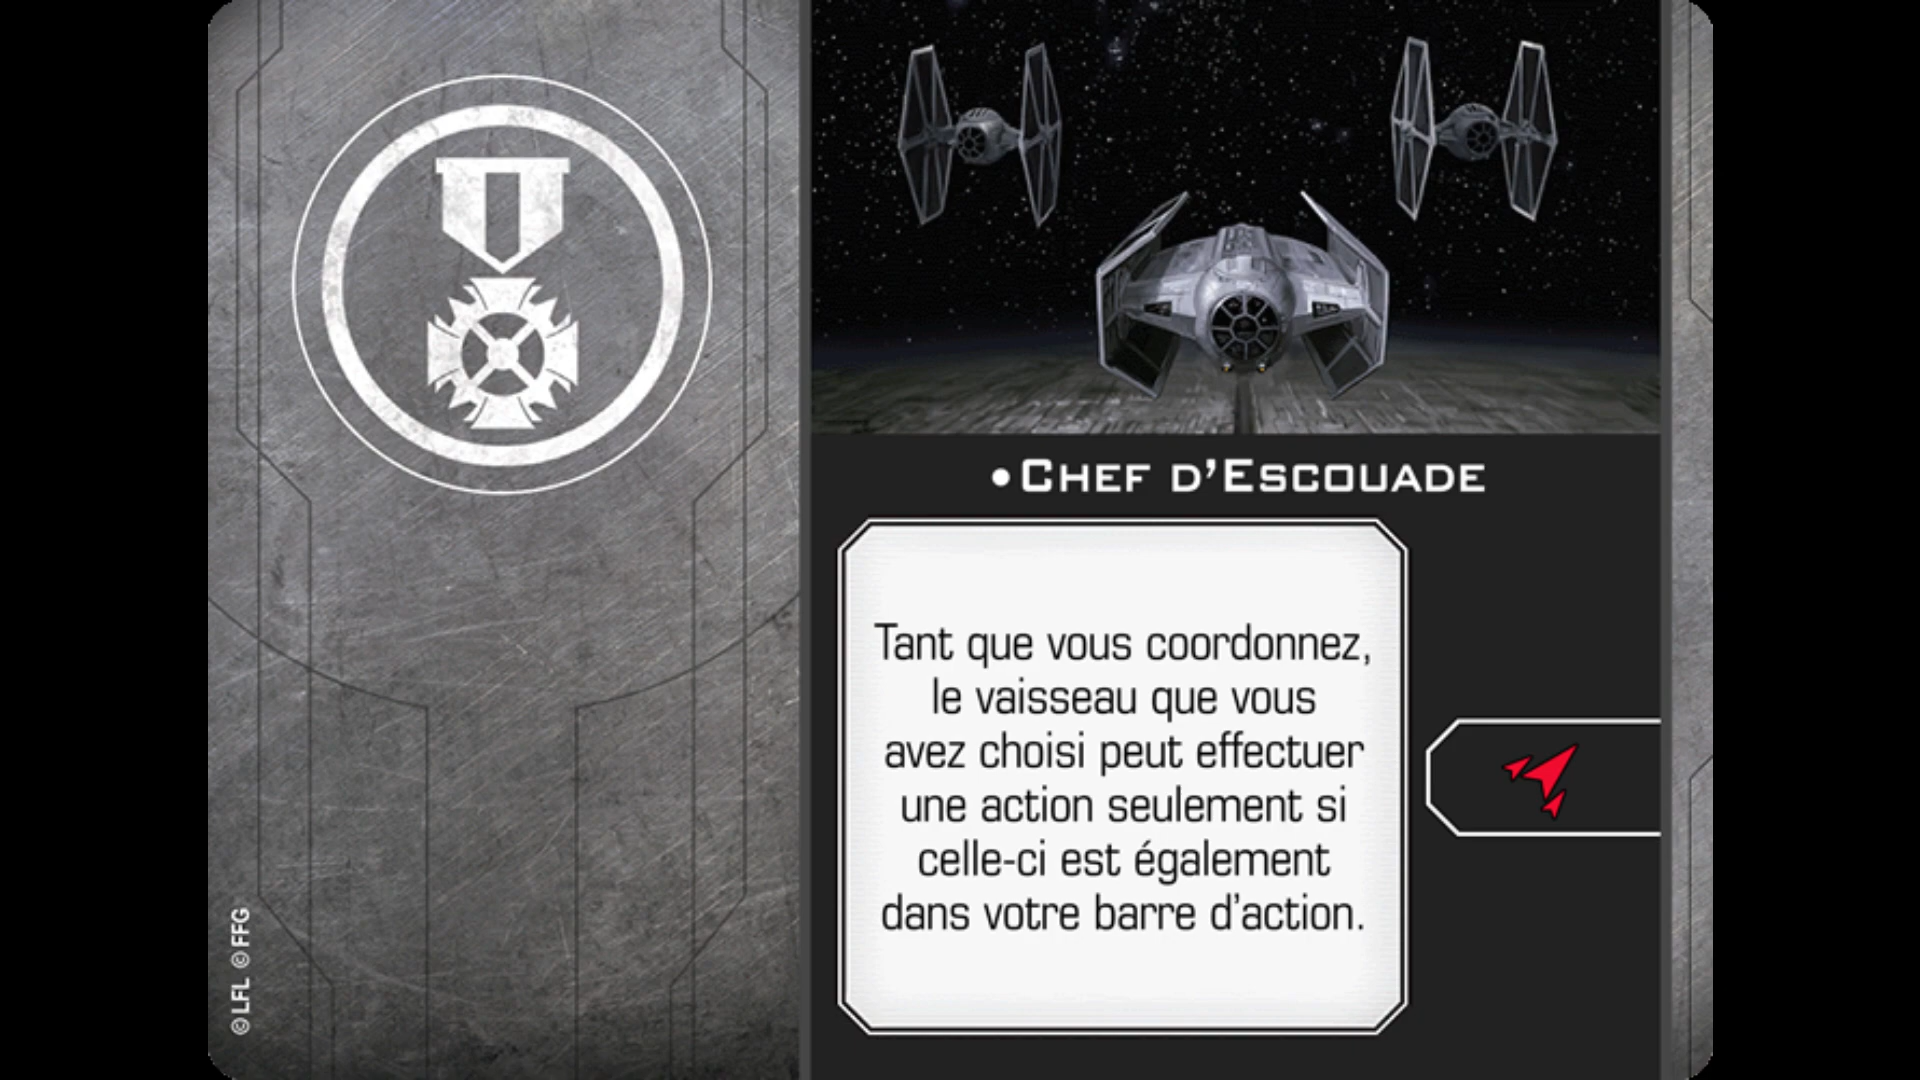 •Chef d’Escouade
Tant que vous coordonnez,
le vaisseau que vous
avez choisi peut effectuer
une action seulement si
celle-ci est également
dans votre barre d’action.
©LFL ©FFG